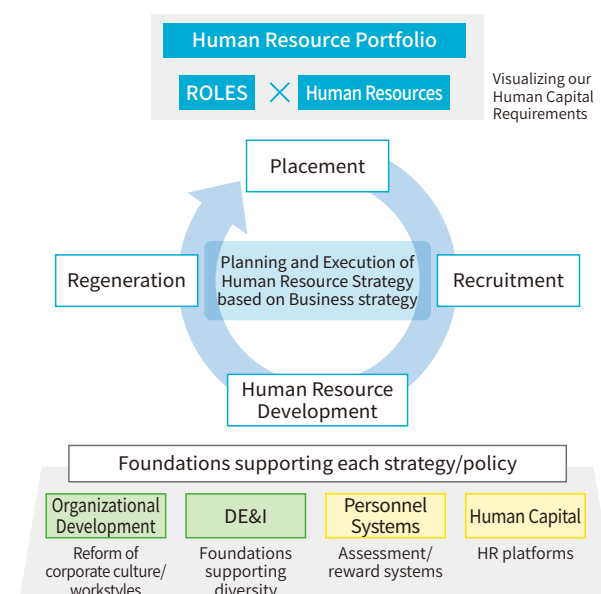 Human Resource Portfolio
ROLES × Human Resources
Visualizing our
Human Capital
Requirements
Placement
Regeneration
Planning and Execution of
Human Resource Strategy
based on Business strategy
Recruitment
Human Resource
Development
Foundations supporting each strategy/policy
Organizational
Development
Reform of
corporate culture/
workstyles
DE&I
Foundations
supporting
diversity
Personnel
Systems
Assessment/
reward systems
Human Capital
HR platforms